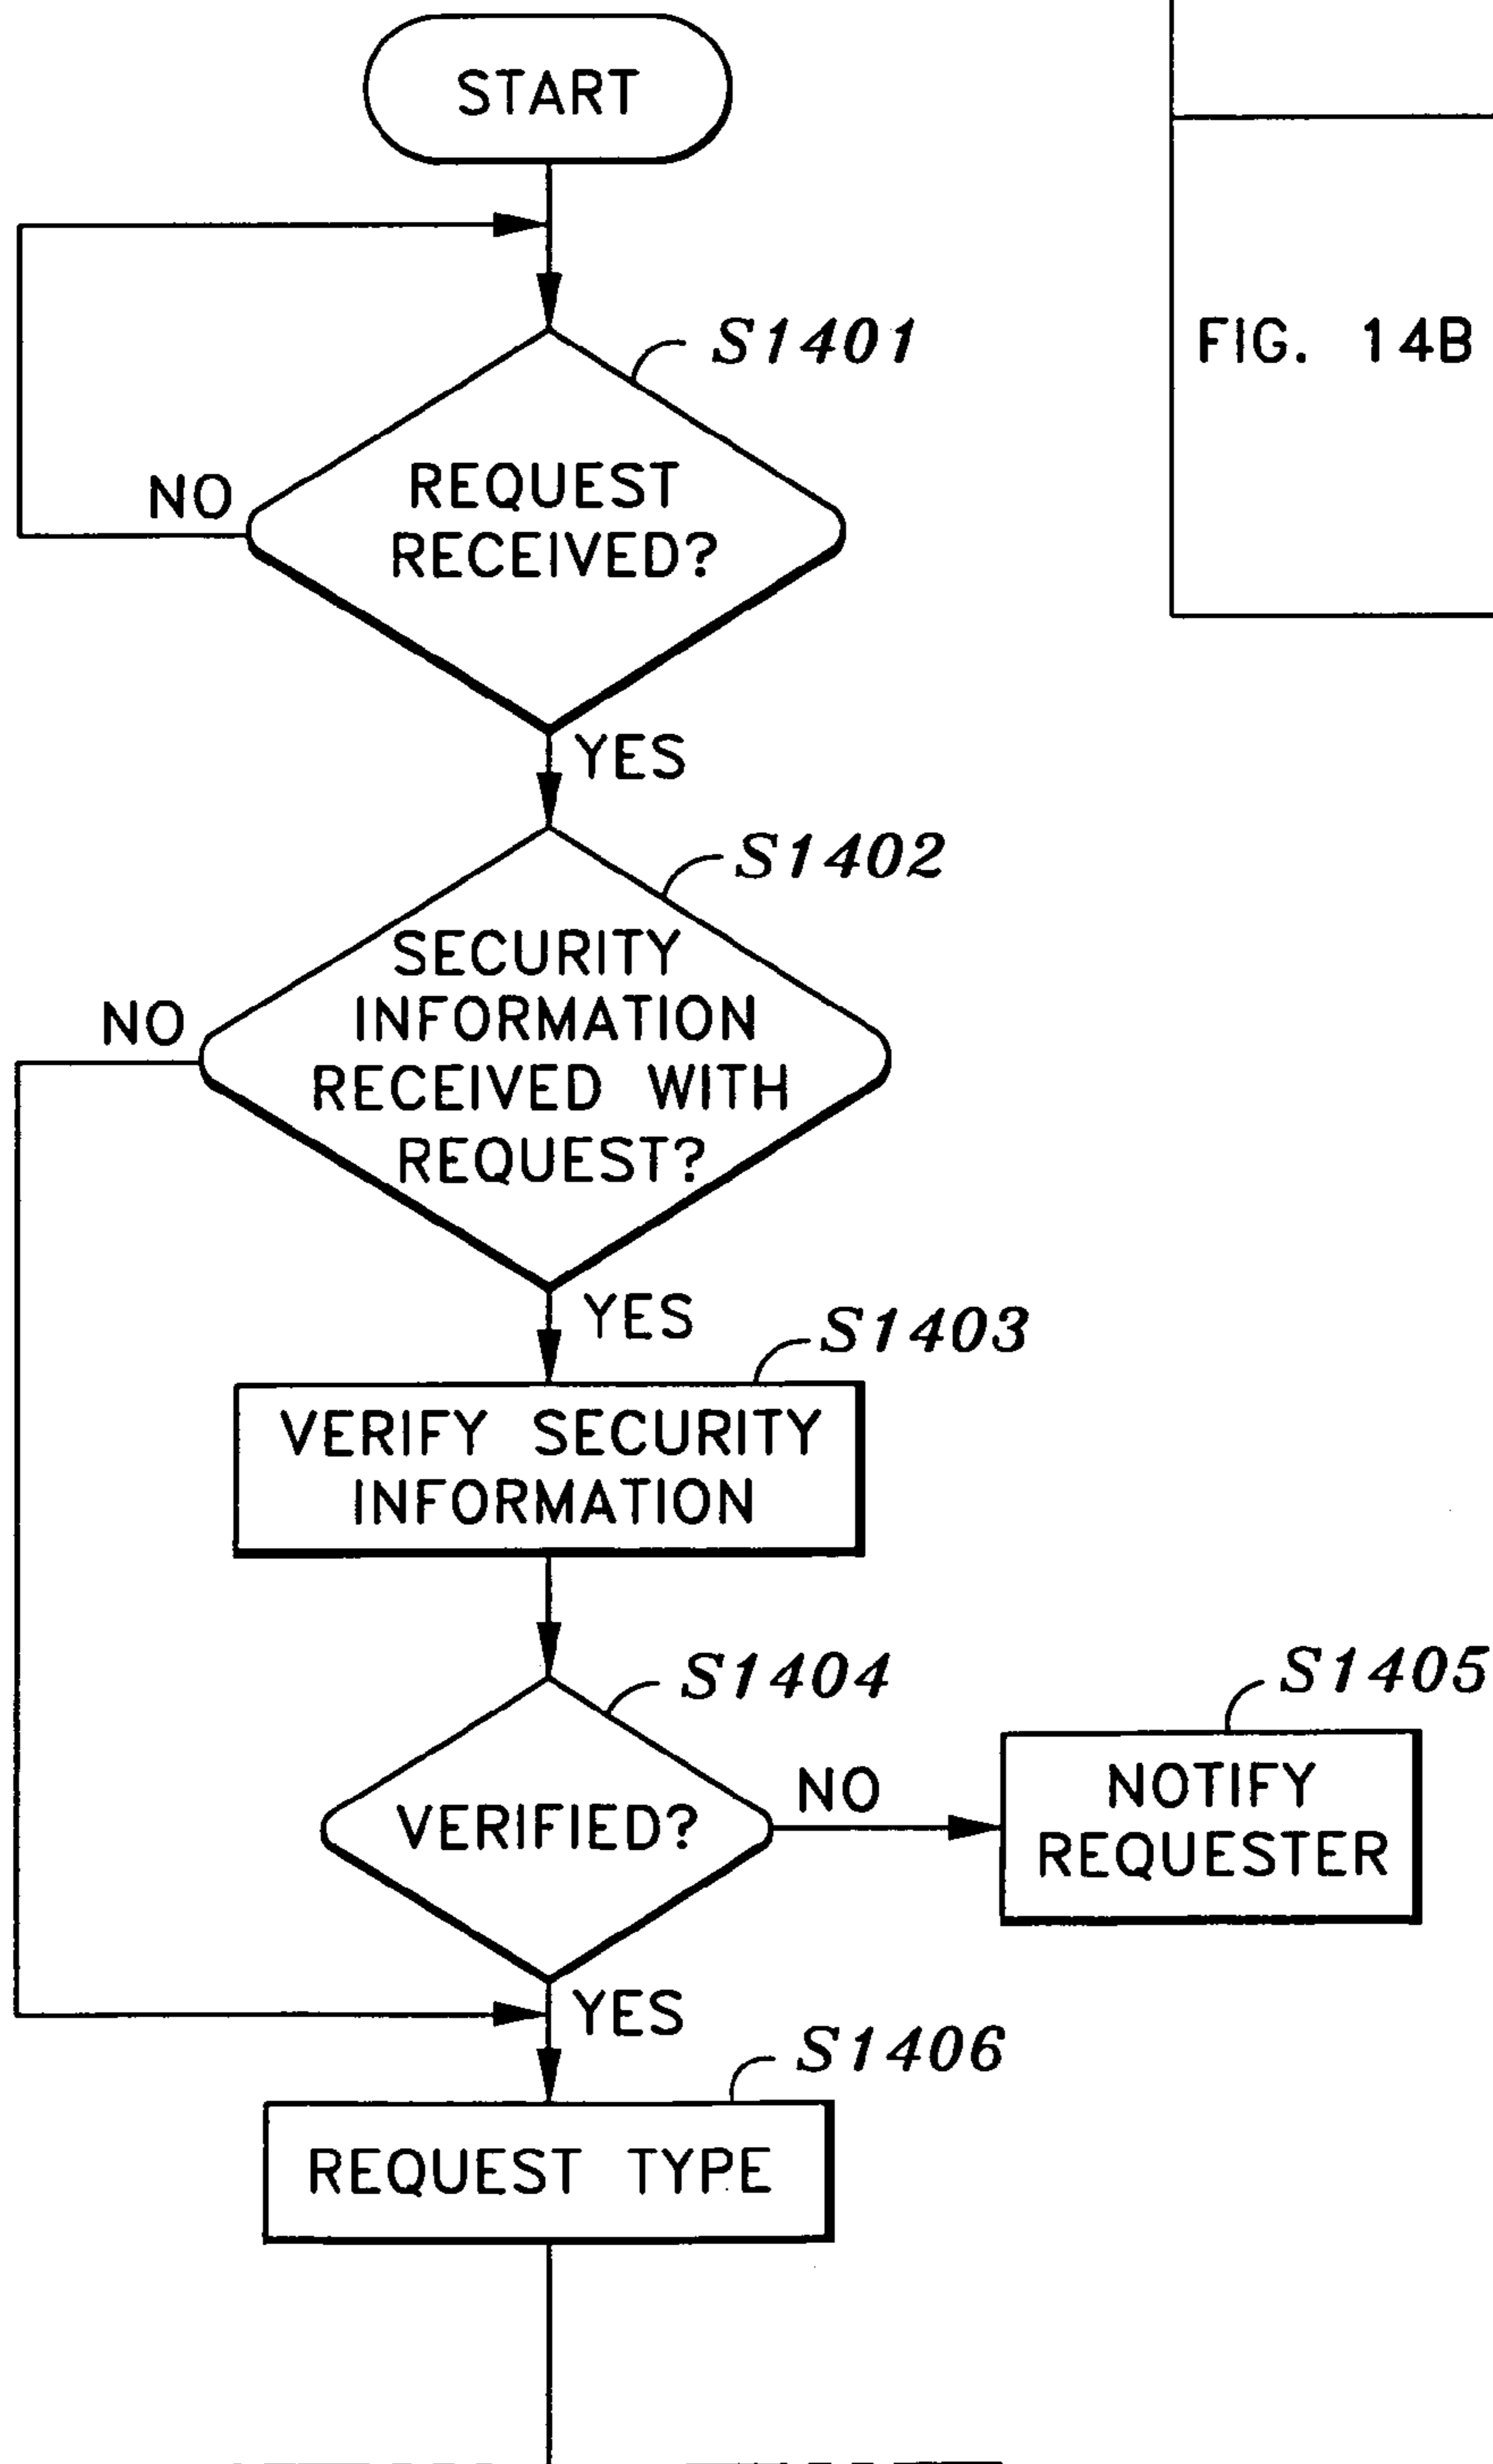 START
S1401
FIG. 14B
NO
REQUEST
RECEIVED?
YES
S1402
SECURITY
INFORMATION
RECEIVED WITH
REQUEST?
NO
YES
S1403
VERIFY SECURITY
INFORMATION
S1404
S1405
VERIFIED?
NO
NOTIFY
REQUESTER
YES
S1406
REQUEST TYPE